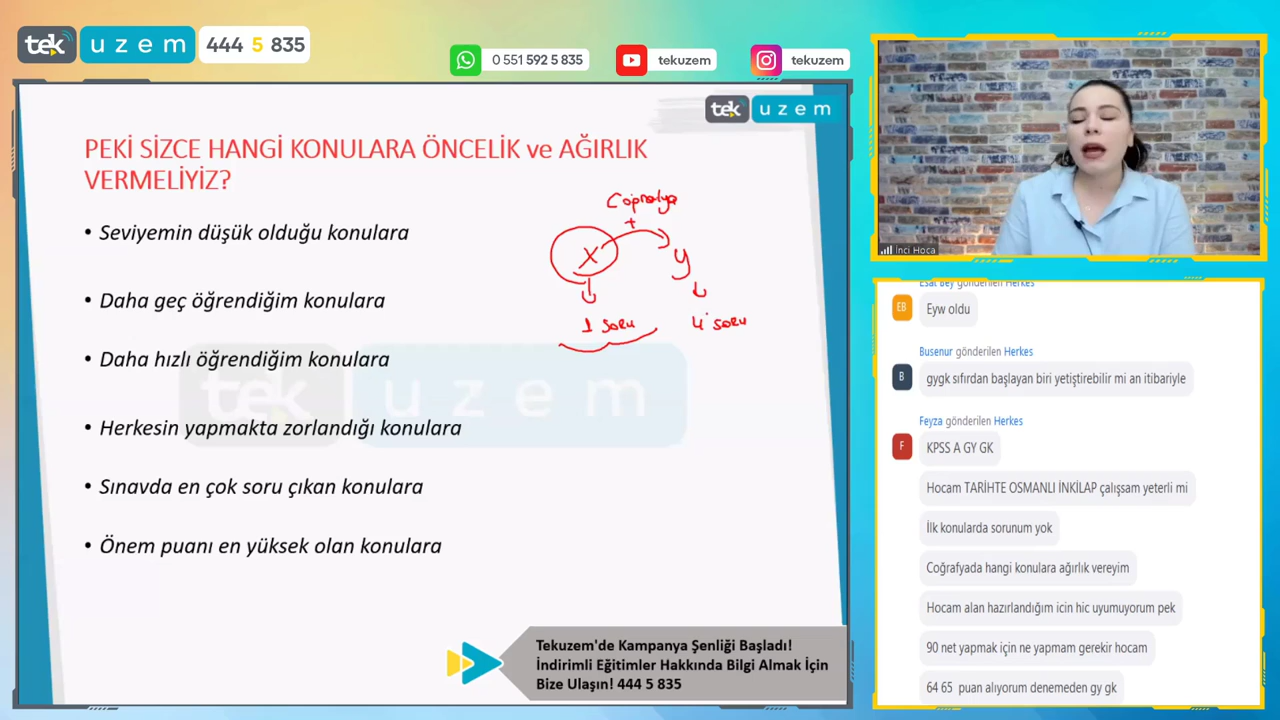 tek uzem 444 5 835
0 551 592 5 835
tekuzem
tekuzem
tek uzem
PEKİ SİZCE HANGİ KONULARA ÖNCELİK ve AĞIRLIK
VERMELİYİZ?
• Seviyemin düşük olduğu konulara
• Daha geç öğrendiğim konulara
• Daha hızlı öğrendiğim konulara
• Herkesin yapmakta zorlandığı konulara
• Sınavda en çok soru çıkan konulara
• Önem puanı en yüksek olan konulara
+
X
y
1 soru
4 soru
tek uzem
Tekuzem'de Kampanya Şenliği Başladı!
İndirimli Eğitimler Hakkında Bilgi Almak İçin
Bize Ulaşın! 444 5 835
İnci Hoca
Esat Bey gönderilen Herkes
EB
Eyw oldu
Busenur gönderilen Herkes
B
gygk sıfırdan başlayan biri yetiştirebilir mi an itibariyle
Feyza gönderilen Herkes
F
KPSS A GY GK
Hocam TARİHTE OSMANLI İNKİLAP çalışsam yeterli mi
İlk konularda sorunum yok
Coğrafyada hangi konulara ağırlık vereyim
Hocam alan hazırlandığım icin hic uyumuyorum pek
90 net yapmak için ne yapmam gerekir hocam
64 65 puan alıyorum denemeden gy gk